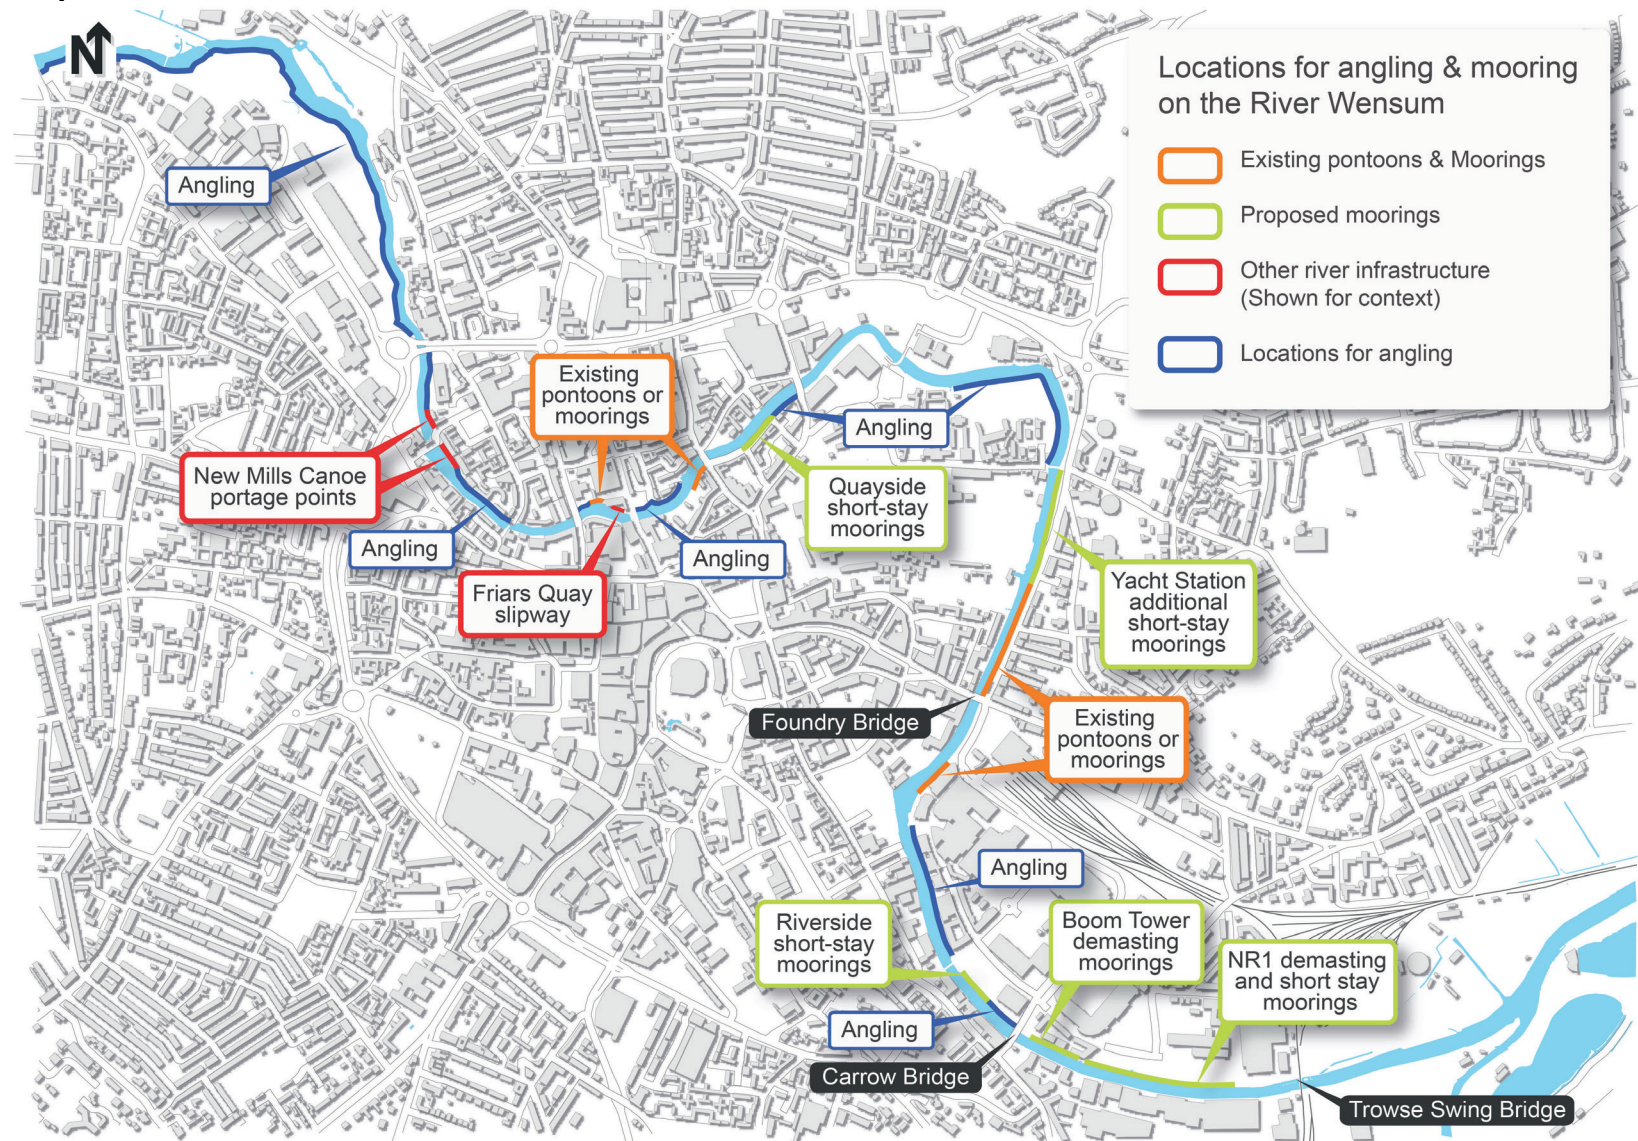 N
Locations for angling & mooring
on the River Wensum
Existing pontoons & Moorings
Proposed moorings
Other river infrastructure
(Shown for context)
Locations for angling
Angling
Existing
pontoons or
moorings
Angling
New Mills Canoe
portage points
Quayside
short-stay
moorings
Angling
Angling
Friars Quay
slipway
Yacht Station
additional
short-stay
moorings
Foundry Bridge
Existing
pontoons or
moorings
Angling
Riverside
short-stay
moorings
Boom Tower
demasting
moorings
NR1 demasting
and short stay
moorings
Angling
Carrow Bridge
Trowse Swing Bridge